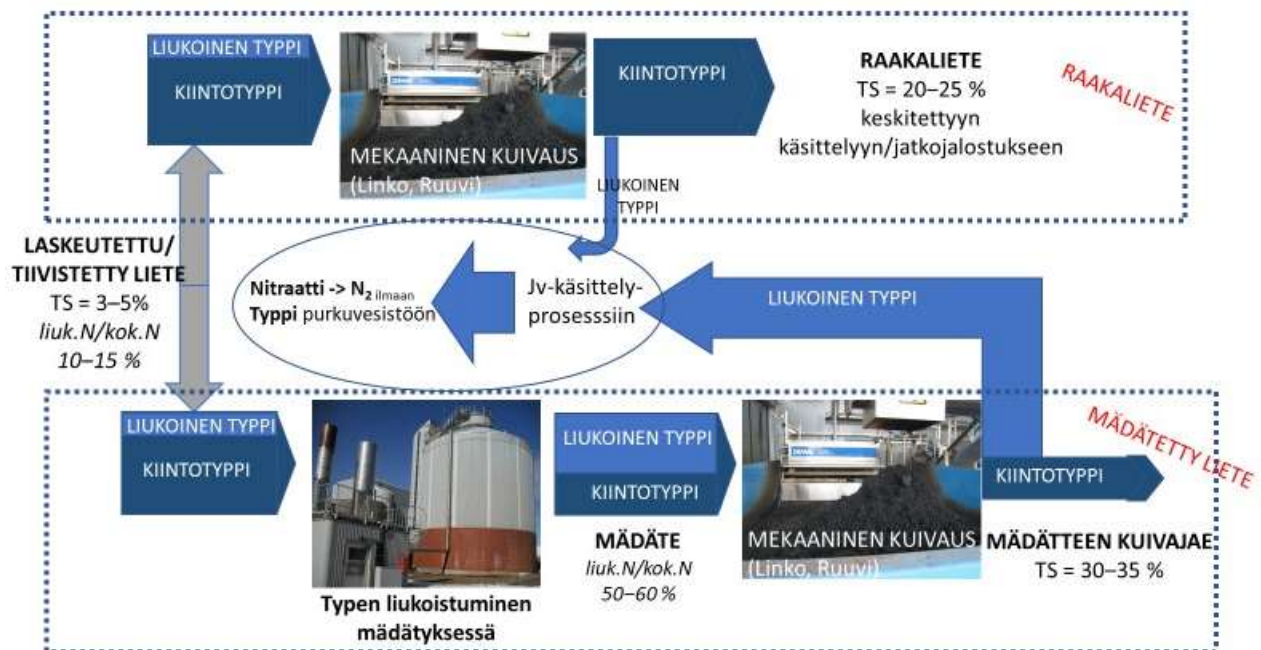 LIUKOINEN TYPPI
KIINTOTYPPI
MEKAANINEN KUIVAUS
(Linko, Ruuvi)
KIINTOTYPPI
LIUKOINEN
TYPPI
RAAKALIETE
TS = 20–25 %
keskitettyyn
käsittelyyn/jatkojalostukseen
RAAKALIETE
LASKEUTETTU/
TIIVISTETTY LIETE
TS = 3–5%
liuk.N/kok.N
10–15 %
Nitraatti -> N2 ilmaan
Typpi purkuvesistöön
Jv-käsittely-
prosesssiin
LIUKOINEN TYPPI
LIUKOINEN TYPPI
KIINTOTYPPI
Typen liukoistuminen
mädätyksessä
LIUKOINEN TYPPI
KIINTOTYPPI
MÄDÄTE
liuk.N/kok.N
50–60 %
MEKAANINEN KUIVAUS
(Linko, Ruuvi)
KIINTOTYPPI
MÄDÄTTEEN KUIVAJAE
TS = 30–35 %
MÄDÄTETTY LIETE